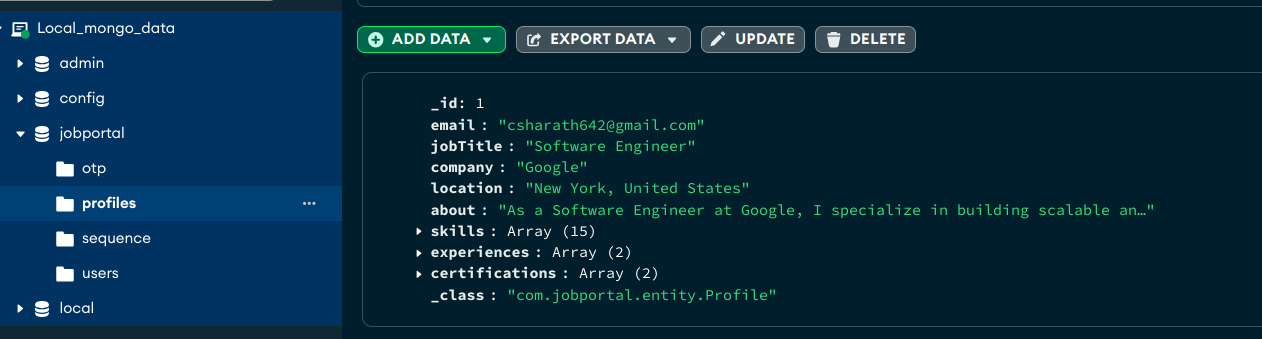 Local_mongo_data
admin
config
jobportal
otp
profiles
sequence
users
local
ADD DATA
EXPORT DATA
UPDATE
DELETE
_id: 1
email : "csharath642@gmail.com"
jobTitle : "Software Engineer"
company : "Google"
location : "New York, United States"
about : "As a Software Engineer at Google, I specialize in building scalable an…"
skills : Array (15)
experiences : Array (2)
certifications : Array (2)
_class : "com.jobportal.entity.Profile"